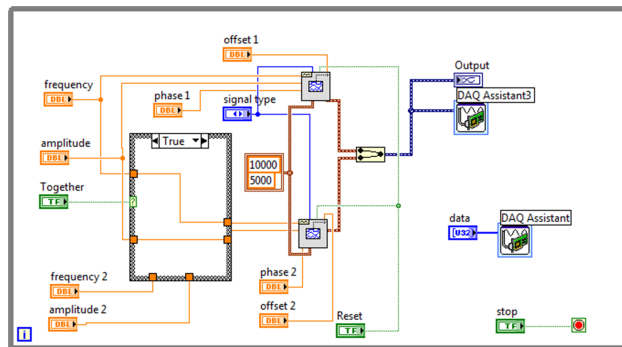 offset 1
DBL
frequency
DBL
phase 1
DBL
signal type
Output
DAQ Assistant3
amplitude
DBL
True
10000
5000
Together
TF
?
data
U32
DAQ Assistant
frequency 2
DBL
phase 2
DBL
amplitude 2
DBL
offset 2
DBL
Reset
TF
stop
TF
i